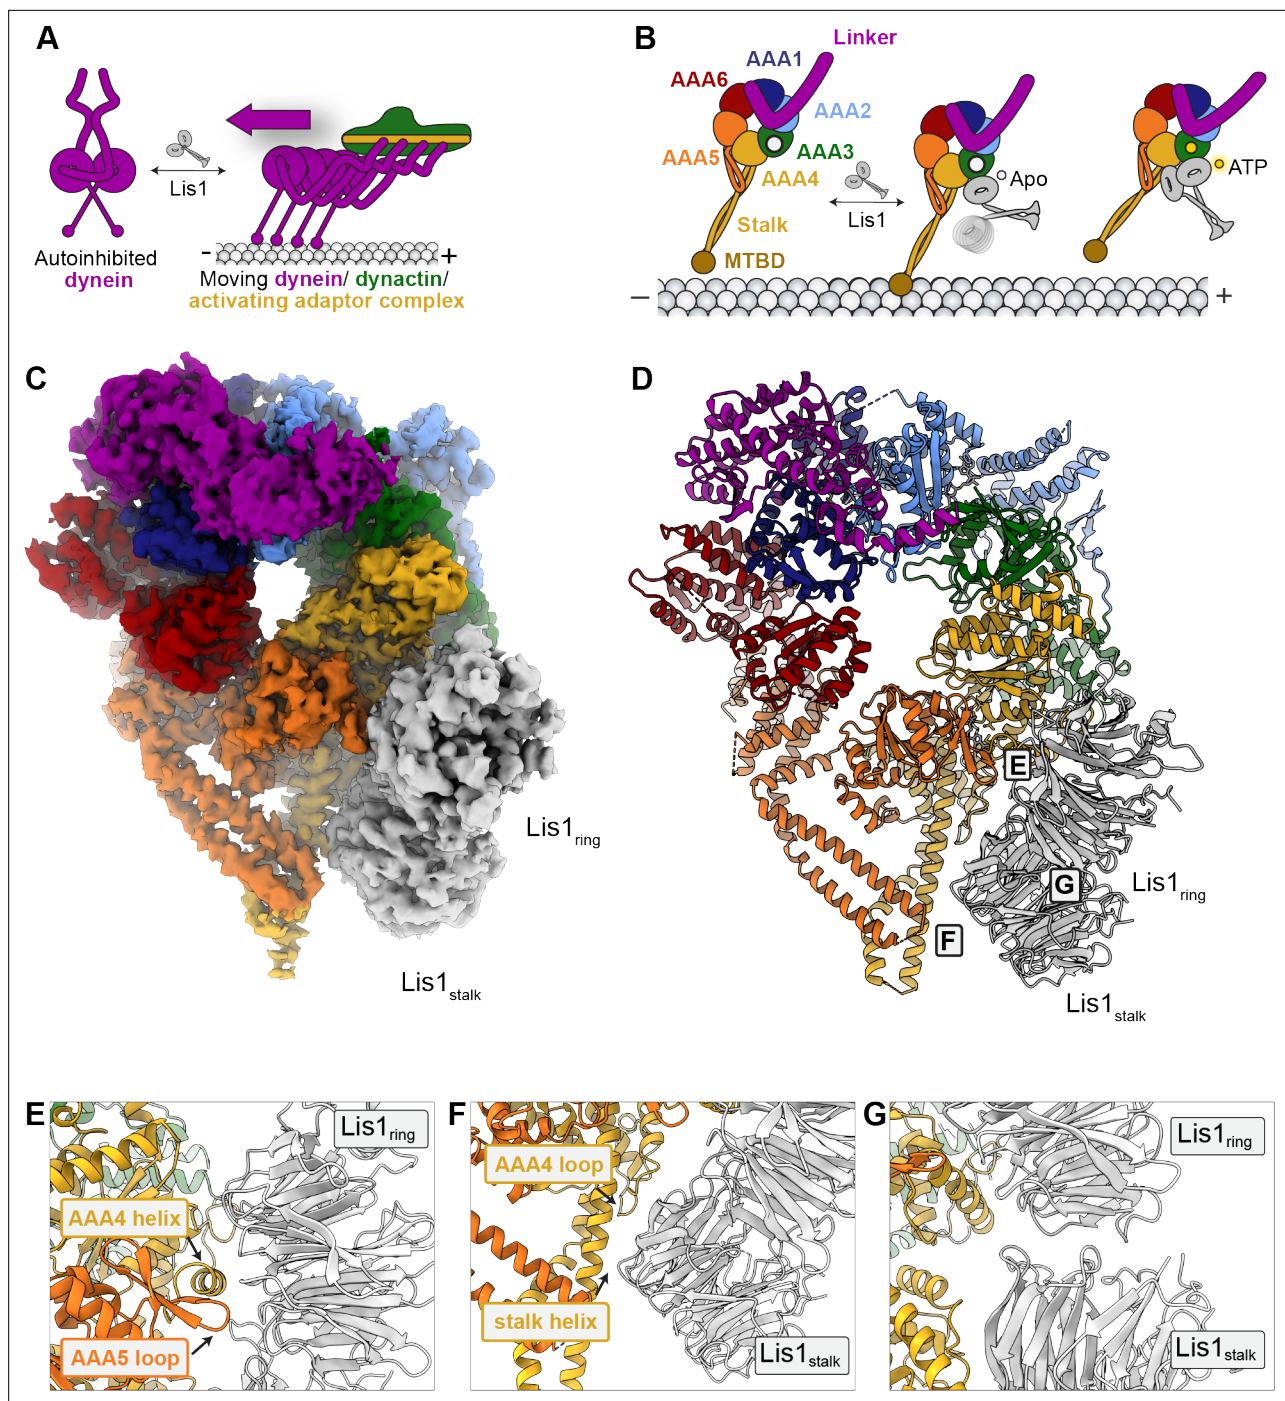 A
Lis1
-
+
Autoinhibited
dynein
Moving dynein/ dynactin/
activating adaptor complex
B
Linker
AAA1
AAA6
AAA2
AAA5
AAA3
AAA4
Stalk
MTBD
Lis1
Apo
ATP
–
+
C
Lis1ring
Lis1stalk
D
E
G
F
Lis1ring
Lis1stalk
E
Lis1ring
AAA4 helix
AAA5 loop
F
AAA4 loop
stalk helix
Lis1stalk
G
Lis1ring
Lis1stalk